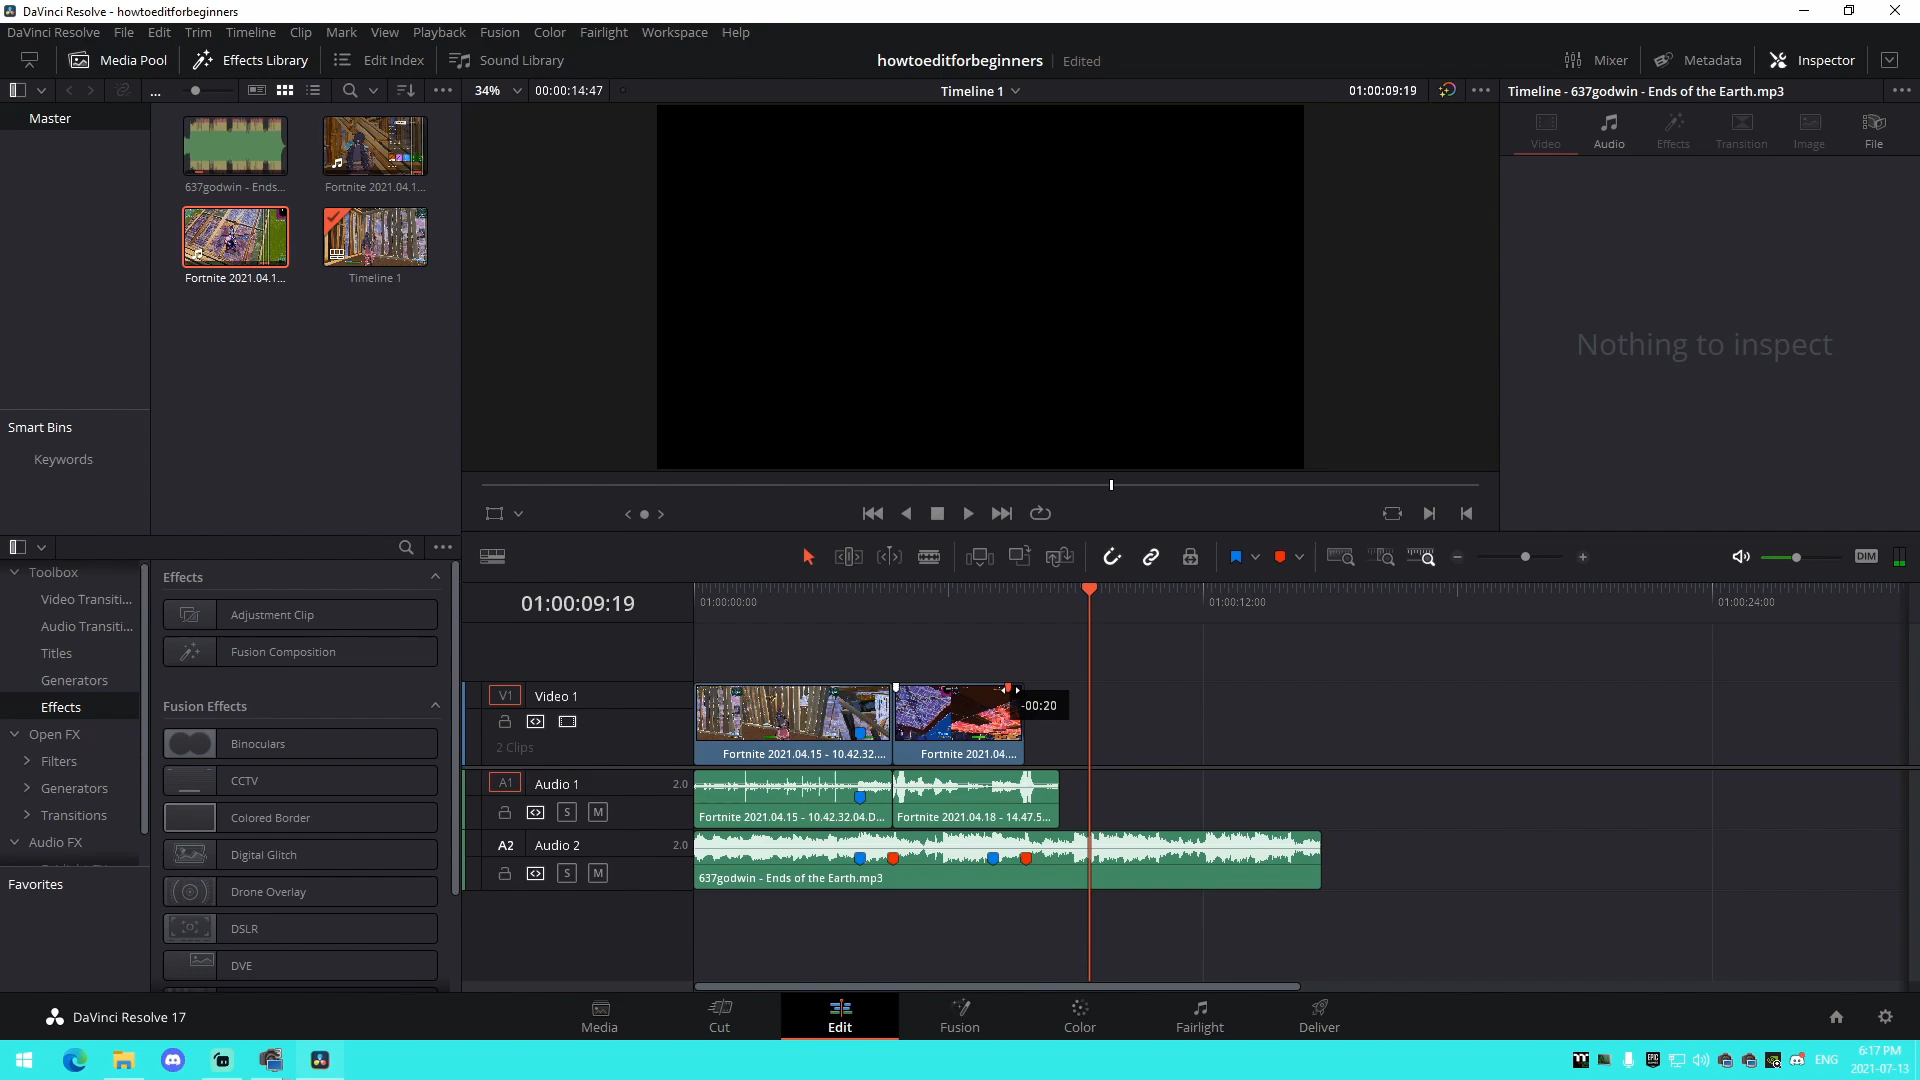 DaVinci Resolve - howtoeditforbeginners
DaVinci Resolve File Edit Trim Timeline Clip Mark View Playback Fusion Color Fairlight Workspace Help
Media Pool Effects Library Edit Index Sound Library howtoeditforbeginners Edited Mixer Metadata Inspector
... 34% 00:00:14:47 Timeline 1 01:00:09:19 Timeline - 637godwin - Ends of the Earth.mp3
Master
Video Audio Effects Transition Image File
637godwin - Ends... Fortnite 2021.04.1...
Fortnite 2021.04.1... Timeline 1
Nothing to inspect
Smart Bins
Keywords
DIM
Toolbox
Video Transiti...
Audio Transiti...
Titles
Generators
Effects
Open FX
Filters
Generators
Transitions
Audio FX
Favorites
Effects
Adjustment Clip
Fusion Composition
Fusion Effects
Binoculars
CCTV
Colored Border
Digital Glitch
Drone Overlay
DSLR
DVE
01:00:09:19
01:00:00:00 01:00:12:00 01:00:24:00
V1 Video 1
2 Clips
-00:20
Fortnite 2021.04.15 - 10.42.32.... Fortnite 2021.04....
A1 Audio 1 2.0
S M
Fortnite 2021.04.15 - 10.42.32.04.D... Fortnite 2021.04.18 - 14.47.5...
A2 Audio 2 2.0
S M
637godwin - Ends of the Earth.mp3
DaVinci Resolve 17
Media Cut Edit Fusion Color Fairlight Deliver
ENG
6:17 PM
2021-07-13